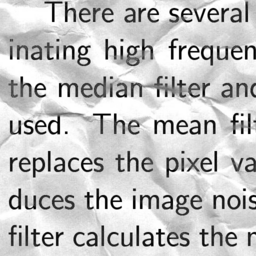 There are several
inating high frequen
the median filter and
used. The mean filt
replaces the pixel va
duces the image nois
filter calculates the m